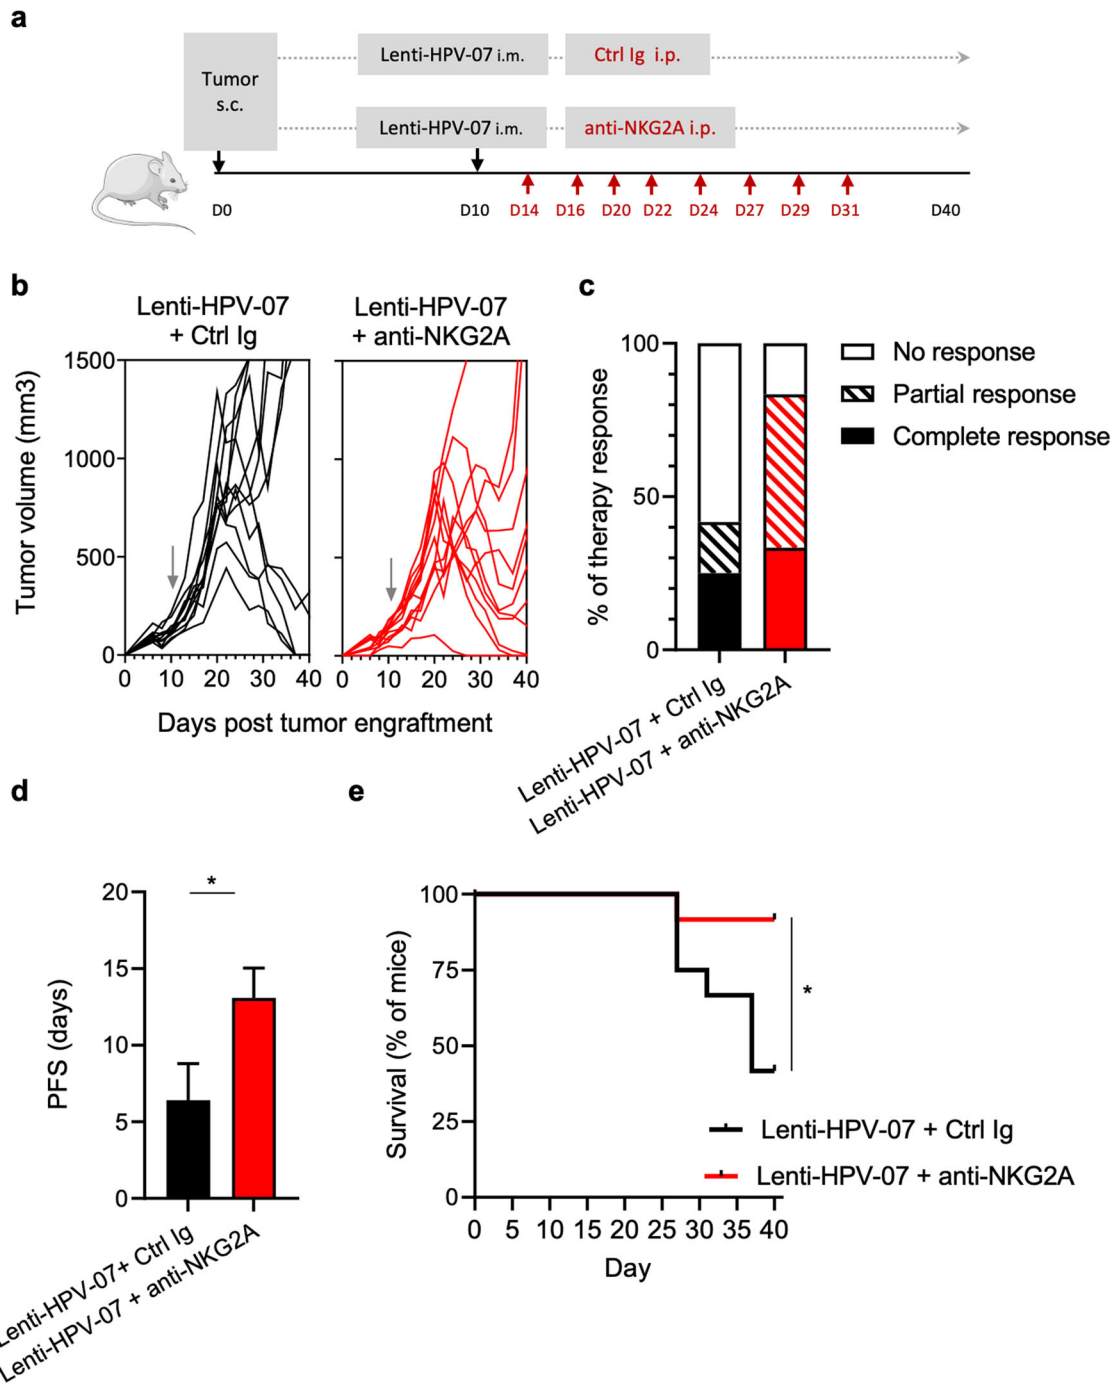 a
Tumor
s.c.
Lenti-HPV-07 i.m.
Ctrl Ig i.p.
Lenti-HPV-07 i.m.
anti-NKG2A i.p.
D0
D10
D14
D16
D20
D22
D24
D27
D29
D31
D40
b
Lenti-HPV-07
+ Ctrl Ig
Lenti-HPV-07
+ anti-NKG2A
Tumor volume (mm3)
1500
1000
500
0
0 10 20 30 40
0 10 20 30 40
Days post tumor engraftment
c
% of therapy response
100
50
0
No response
Partial response
Complete response
Lenti-HPV-07 + Ctrl Ig
Lenti-HPV-07 + anti-NKG2A
d
PFS (days)
20
15
10
5
0
*
Lenti-HPV-07+ Ctrl Ig
Lenti-HPV-07 + anti-NKG2A
e
Survival (% of mice)
100
75
50
25
0
*
Lenti-HPV-07 + Ctrl Ig
Lenti-HPV-07 + anti-NKG2A
0 5 10 15 20 25 30 35 40
Day